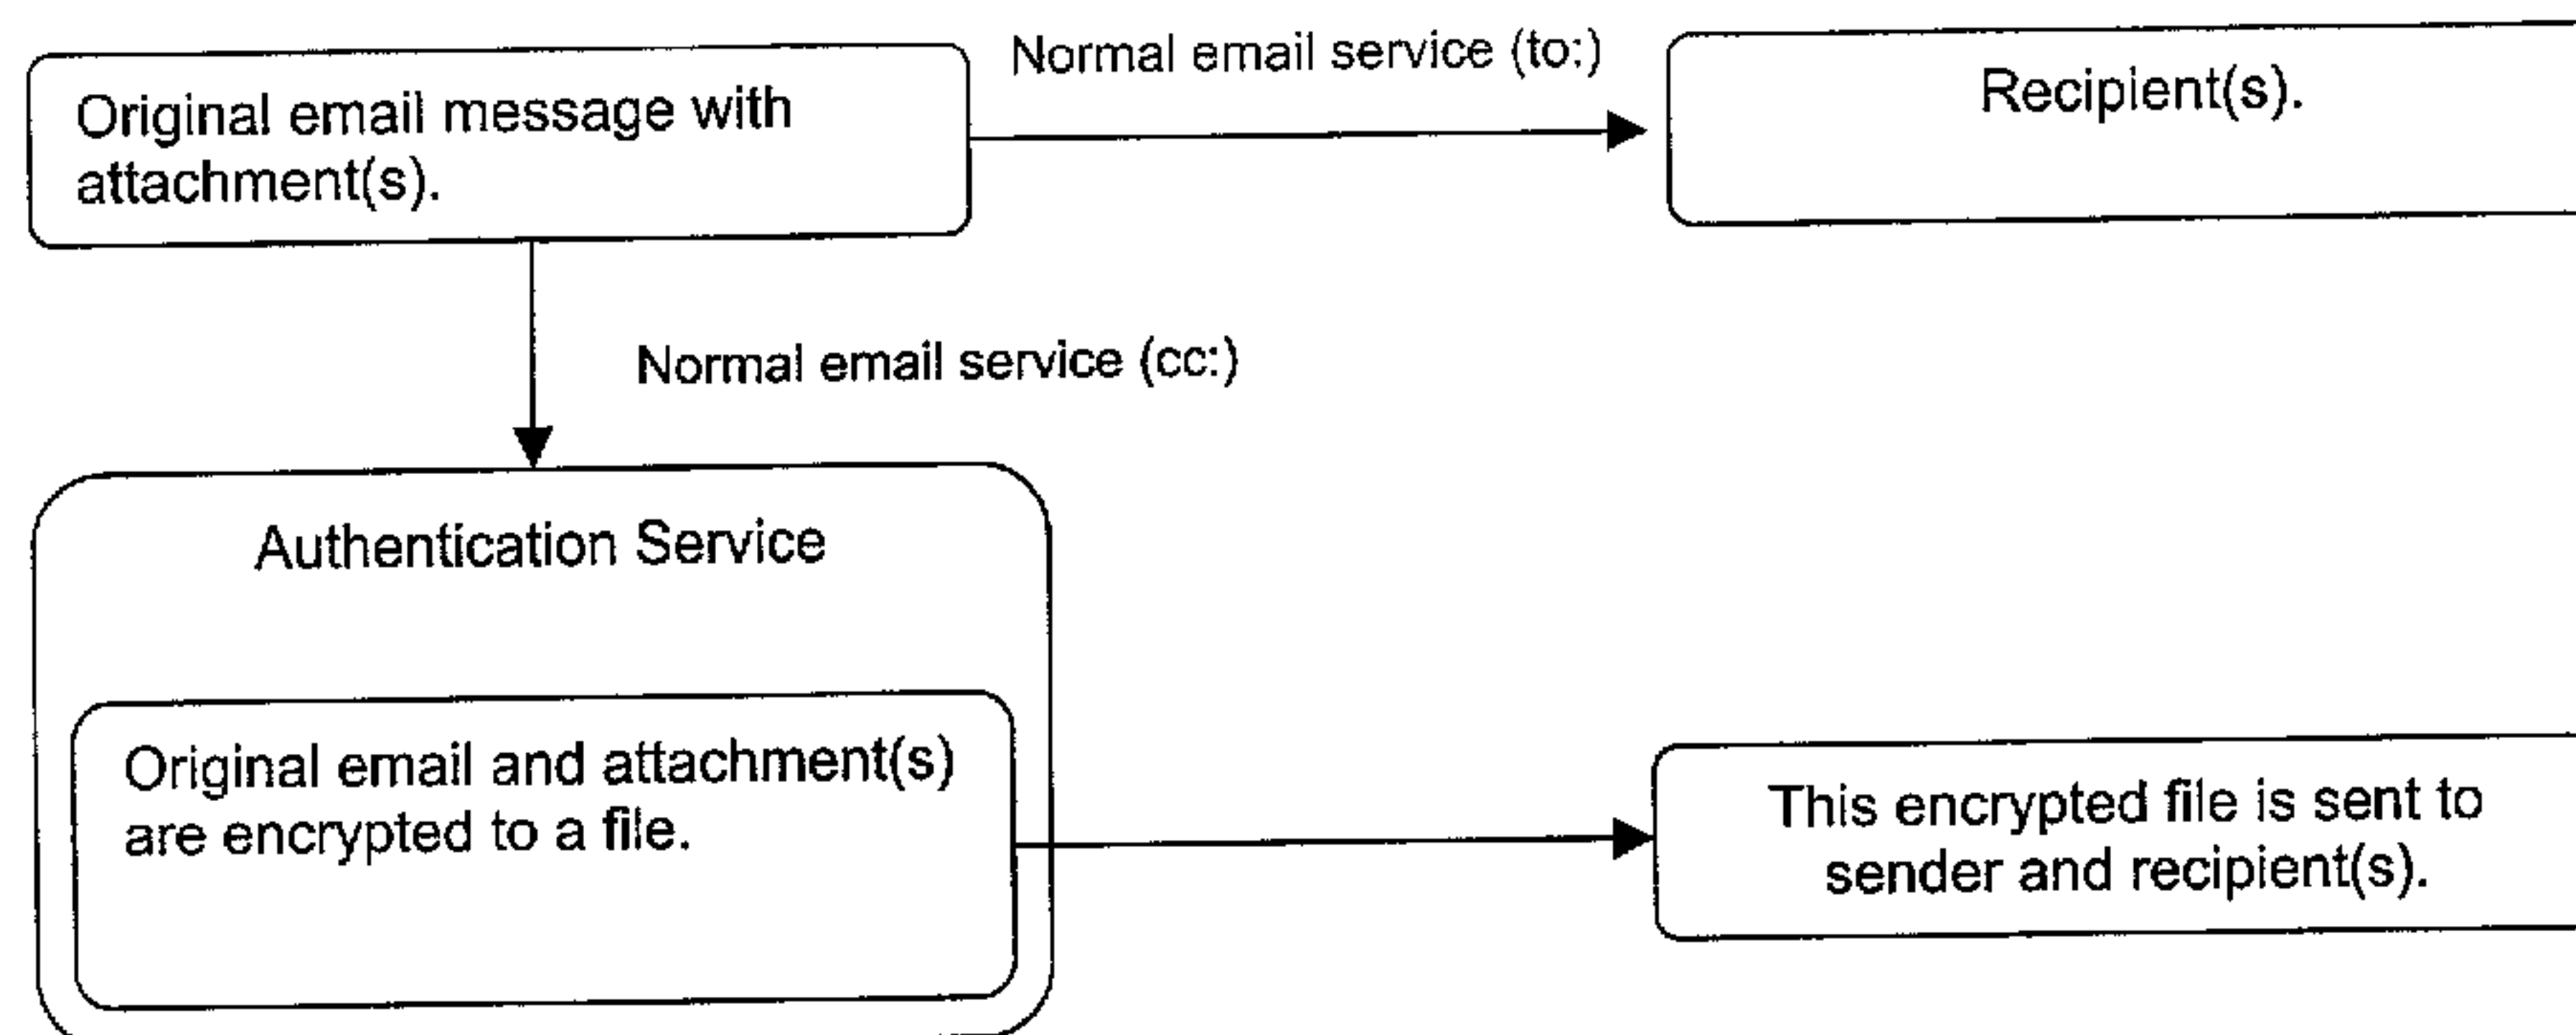 Original email message with
attachment(s).
Normal email service (to:)
Recipient(s).
Normal email service (cc:)
Authentication Service
Original email and attachment(s)
are encrypted to a file.
This encrypted file is sent to
sender and recipient(s).